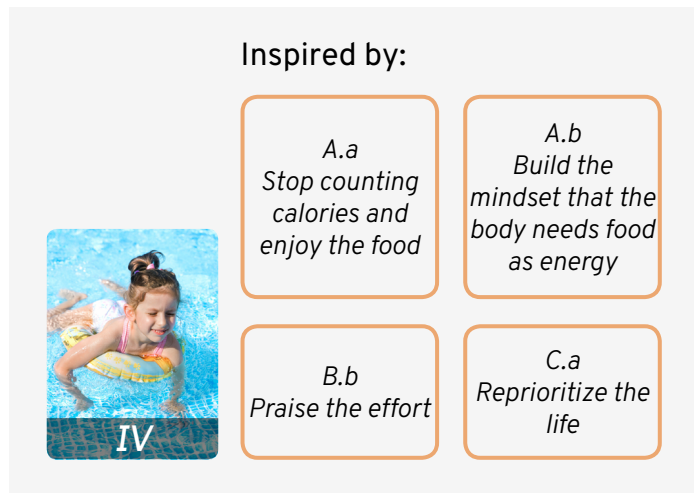 Inspired by:
A.a
Stop counting
calories and
enjoy the food
A.b
Build the
mindset that the
body needs food
as energy
IV
B.b
Praise the effort
C.a
Reprioritize the
life